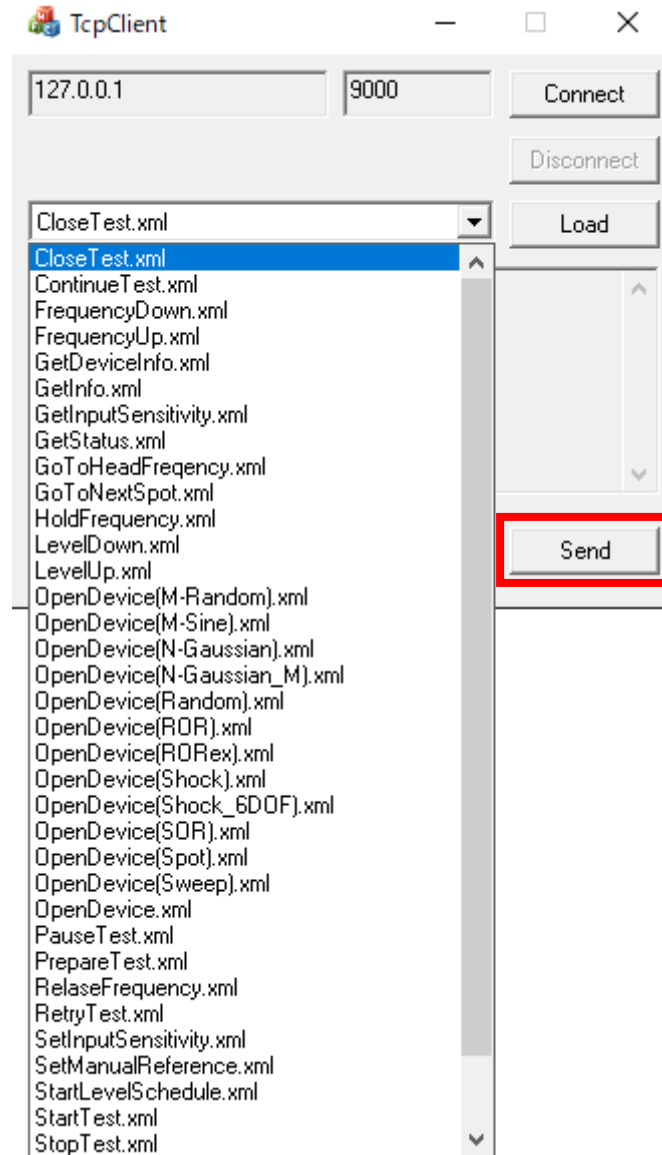 TcpClient
127.0.0.1
9000
Connect
Disconnect
CloseTest.xml
Load
CloseTest.xml
ContinueTest.xml
FrequencyDown.xml
FrequencyUp.xml
GetDeviceInfo.xml
GetInfo.xml
GetInputSensitivity.xml
GetStatus.xml
GoToHeadFreqency.xml
GoToNextSpot.xml
HoldFrequency.xml
LevelDown.xml
Send
LevelUp.xml
OpenDevice(M-Random).xml
OpenDevice(M-Sine).xml
OpenDevice(N-Gaussian).xml
OpenDevice(N-Gaussian_M).xml
OpenDevice(Random).xml
OpenDevice(ROR).xml
OpenDevice(RORex).xml
OpenDevice(Shock).xml
OpenDevice(Shock_6DOF).xml
OpenDevice(SOR).xml
OpenDevice(Spot).xml
OpenDevice(Sweep).xml
OpenDevice.xml
PauseTest.xml
PrepareTest.xml
RelaseFrequency.xml
RetryTest.xml
SetInputSensitivity.xml
SetManualReference.xml
StartLevelSchedule.xml
StartTest.xml
StopTest.xml